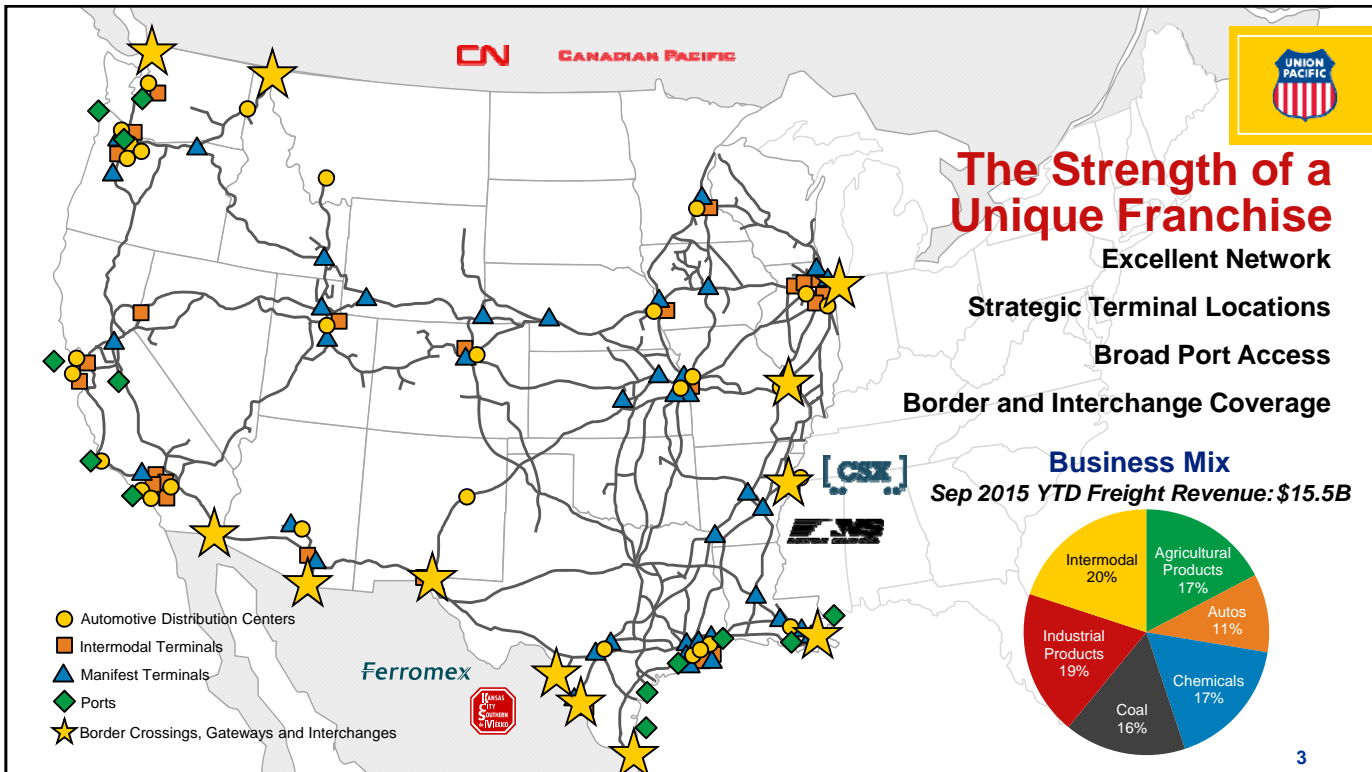 CN
CANADIAN PACIFIC
UNION
PACIFIC
The Strength of a
Unique Franchise
Excellent Network
Strategic Terminal Locations
Broad Port Access
Border and Interchange Coverage
Business Mix
Sep 2015 YTD Freight Revenue: $15.5B
CSX
NS
Intermodal
20%
Agricultural
Products
17%
Autos
11%
Industrial
Products
19%
Chemicals
17%
Coal
16%
Automotive Distribution Centers
Intermodal Terminals
Manifest Terminals
Ports
Border Crossings, Gateways and Interchanges
Ferromex
KANSAS
CITY
SOUTHERN
de MÉXICO
3